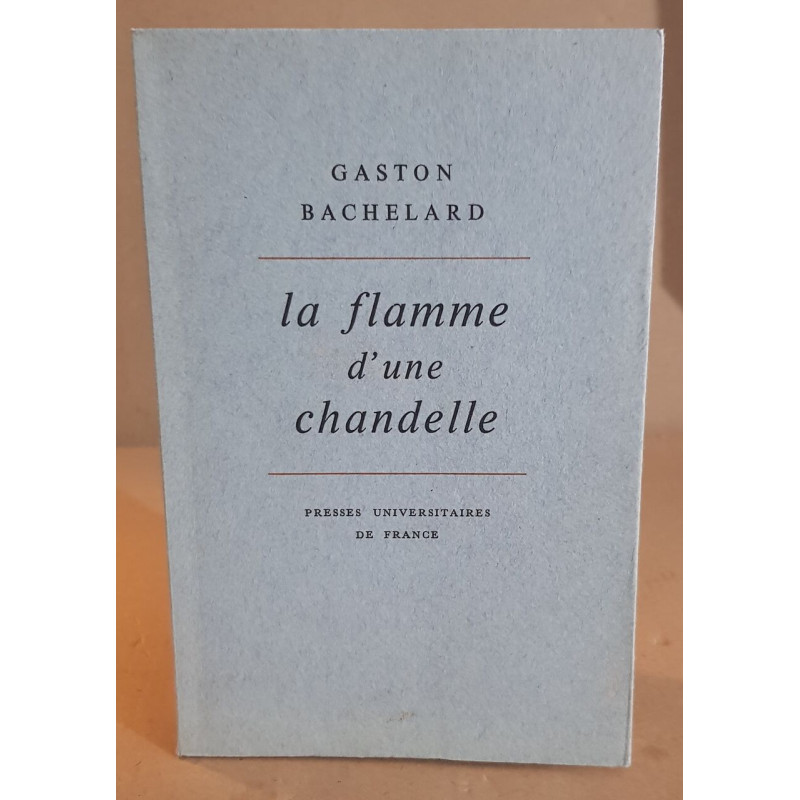 GASTON
BACHELARD
la flamme
d'une
chandelle
PRESSES UNIVERSITAIRES
DE FRANCE